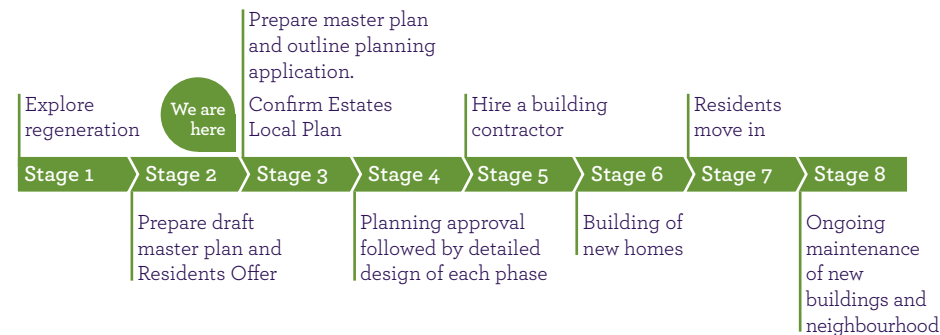 Prepare master plan
and outline planning
application.
Confirm Estates
Local Plan
Explore
regeneration
We are
here
Hire a building
contractor
Residents
move in
Stage 1
Stage 2
Stage 3
Stage 4
Stage 5
Stage 6
Stage 7
Stage 8
Prepare draft
master plan and
Residents Offer
Planning approval
followed by detailed
design of each phase
Building of
new homes
Ongoing
maintenance
of new
buildings and
neighbourhood